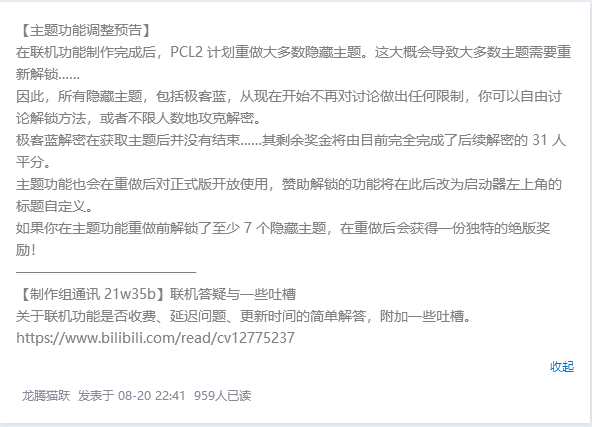 【主题功能调整预告】
在联机功能制作完成后，PCL2 计划重做大多数隐藏主题。这大概会导致大多数主题需要重
新解锁......
因此，所有隐藏主题，包括极客蓝，从现在开始不再对讨论做出任何限制，你可以自由讨
论解锁方法，或者不限人数地攻克解密。
极客蓝解密在获取主题后并没有结束......其剩余奖金将由目前完全完成了后续解密的 31 人
平分。
主题功能也会在重做后对正式版开放使用，赞助解锁的功能将在此后改为启动器左上角的
标题自定义。
如果你在主题功能重做前解锁了至少 7 个隐藏主题，在重做后会获得一份独特的绝版奖
励！
————————————
【制作组通讯 21w35b】联机答疑与一些吐槽
关于联机功能是否收费、延迟问题、更新时间的简单解答，附加一些吐槽。
https://www.bilibili.com/read/cv12775237
收起
龙腾猫跃 发表于 08-20 22:41 959人已读